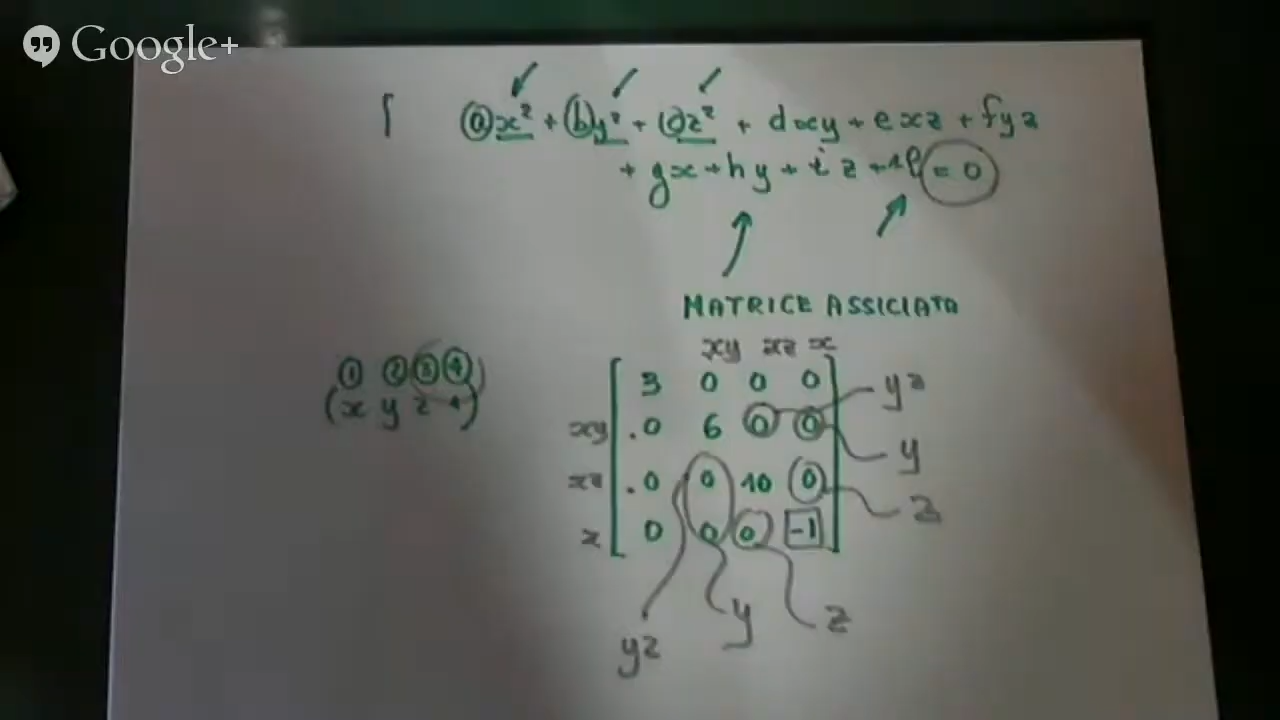 Google+
ax² + by² + cz² + dxy + exz + fyz
+ gx + hy + iz + l = 0
MATRICE ASSICIATA
xy xz x
① ② ③ ④
(x y z 1)
3 0 0 0 yz
xy 0 6 0 0 y
xz 0 0 10 0 z
0 0 0 -1
yz y z